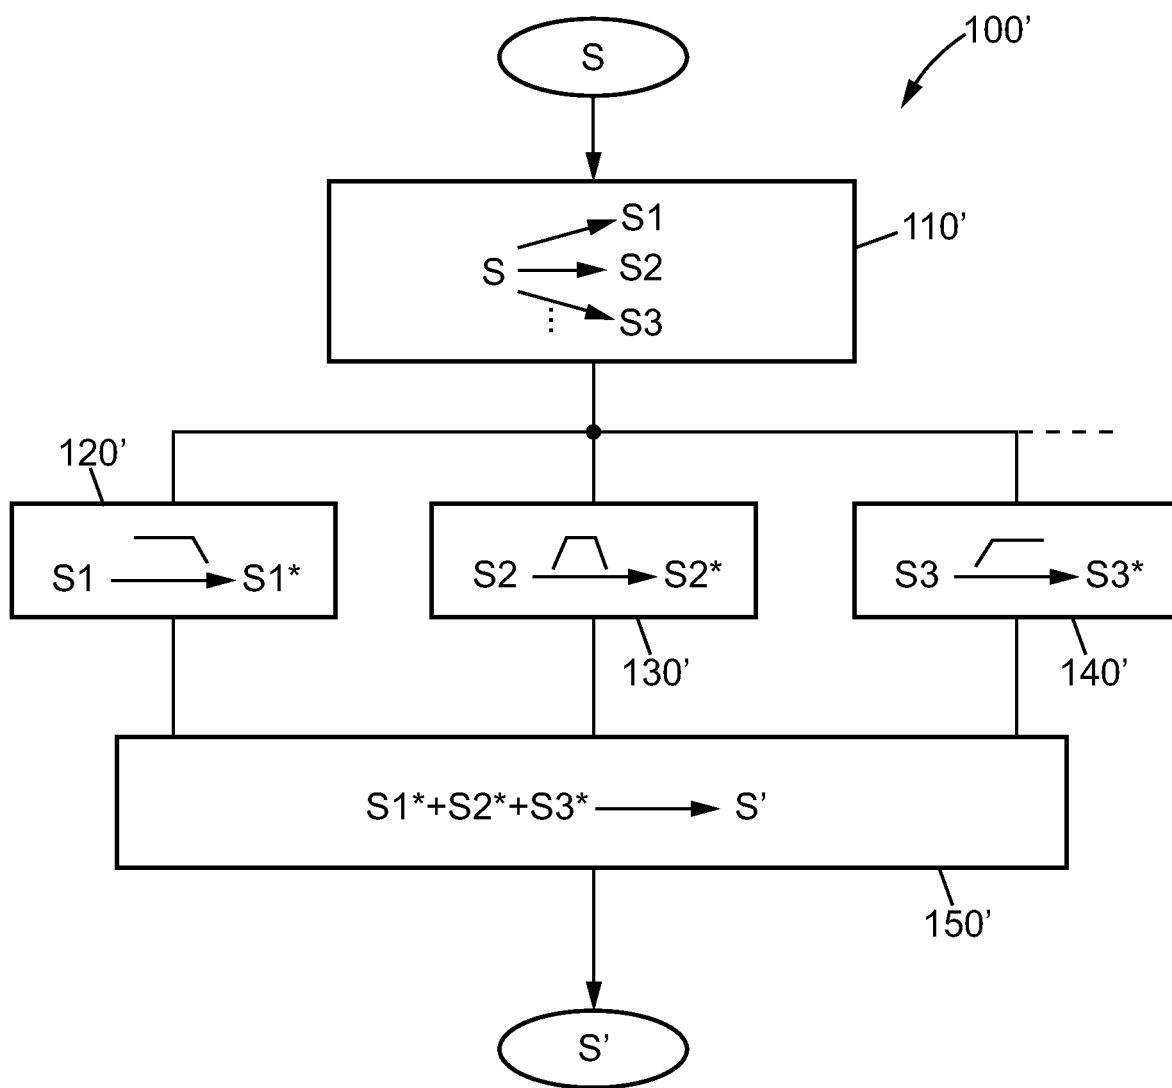 S
100’
S1
110’
S
S2
S3
120’
S1
S1*
S2
S2*
S3
S3*
130’
140’
S1*+S2*+S3*
S’
150’
S’